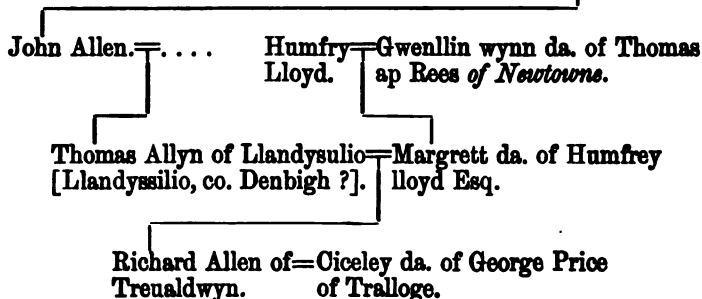 John Allen.=.... Humfry=Gwenllin wynn da. of Thomas
Lloyd. ap Rees of Newtowne.
Thomas Allyn of Llandysulio=Margrett da. of Humfrey
[Llandyssilio, co. Denbigh ?]. lloyd Esq.
Richard Allen of=Ciceley da. of George Price
Treualdwyn. of Tralloge.